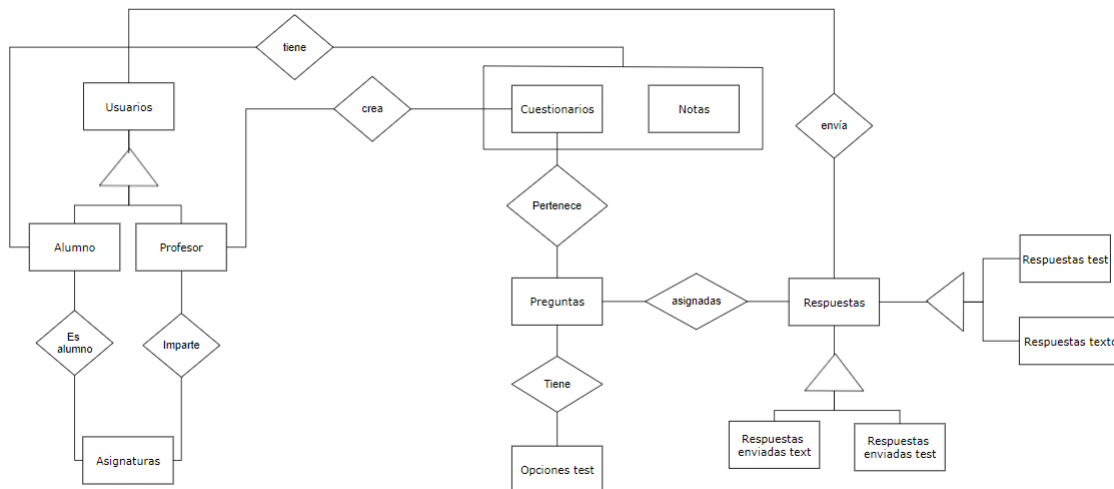 tiene
Usuarios
crea
Cuestionarios
Notas
envía
Pertenece
Alumno
Profesor
Respuestas test
Preguntas
asignadas
Respuestas
Es
alumno
Imparte
Respuestas texto
Tiene
Respuestas
enviadas text
Respuestas
enviadas test
Asignaturas
Opciones test